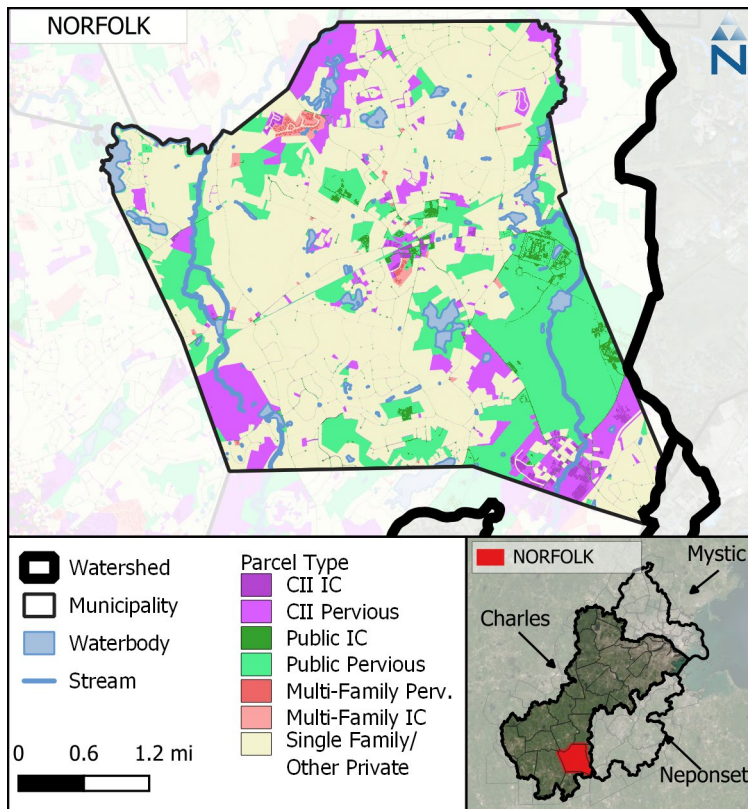 NORFOLK
N
Watershed
Municipality
Waterbody
Stream
0 0.6 1.2 mi
Parcel Type
CII IC
CII Pervious
Public IC
Public Pervious
Multi-Family Perv.
Multi-Family IC
Single Family/
Other Private
NORFOLK
Mystic
Charles
Neponset